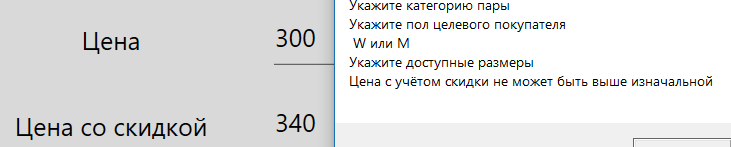 Цена
300
Цена со скидкой
340
Укажите категорию пары
Укажите пол целевого покупателя
W или M
Укажите доступные размеры
Цена с учётом скидки не может быть выше изначальной